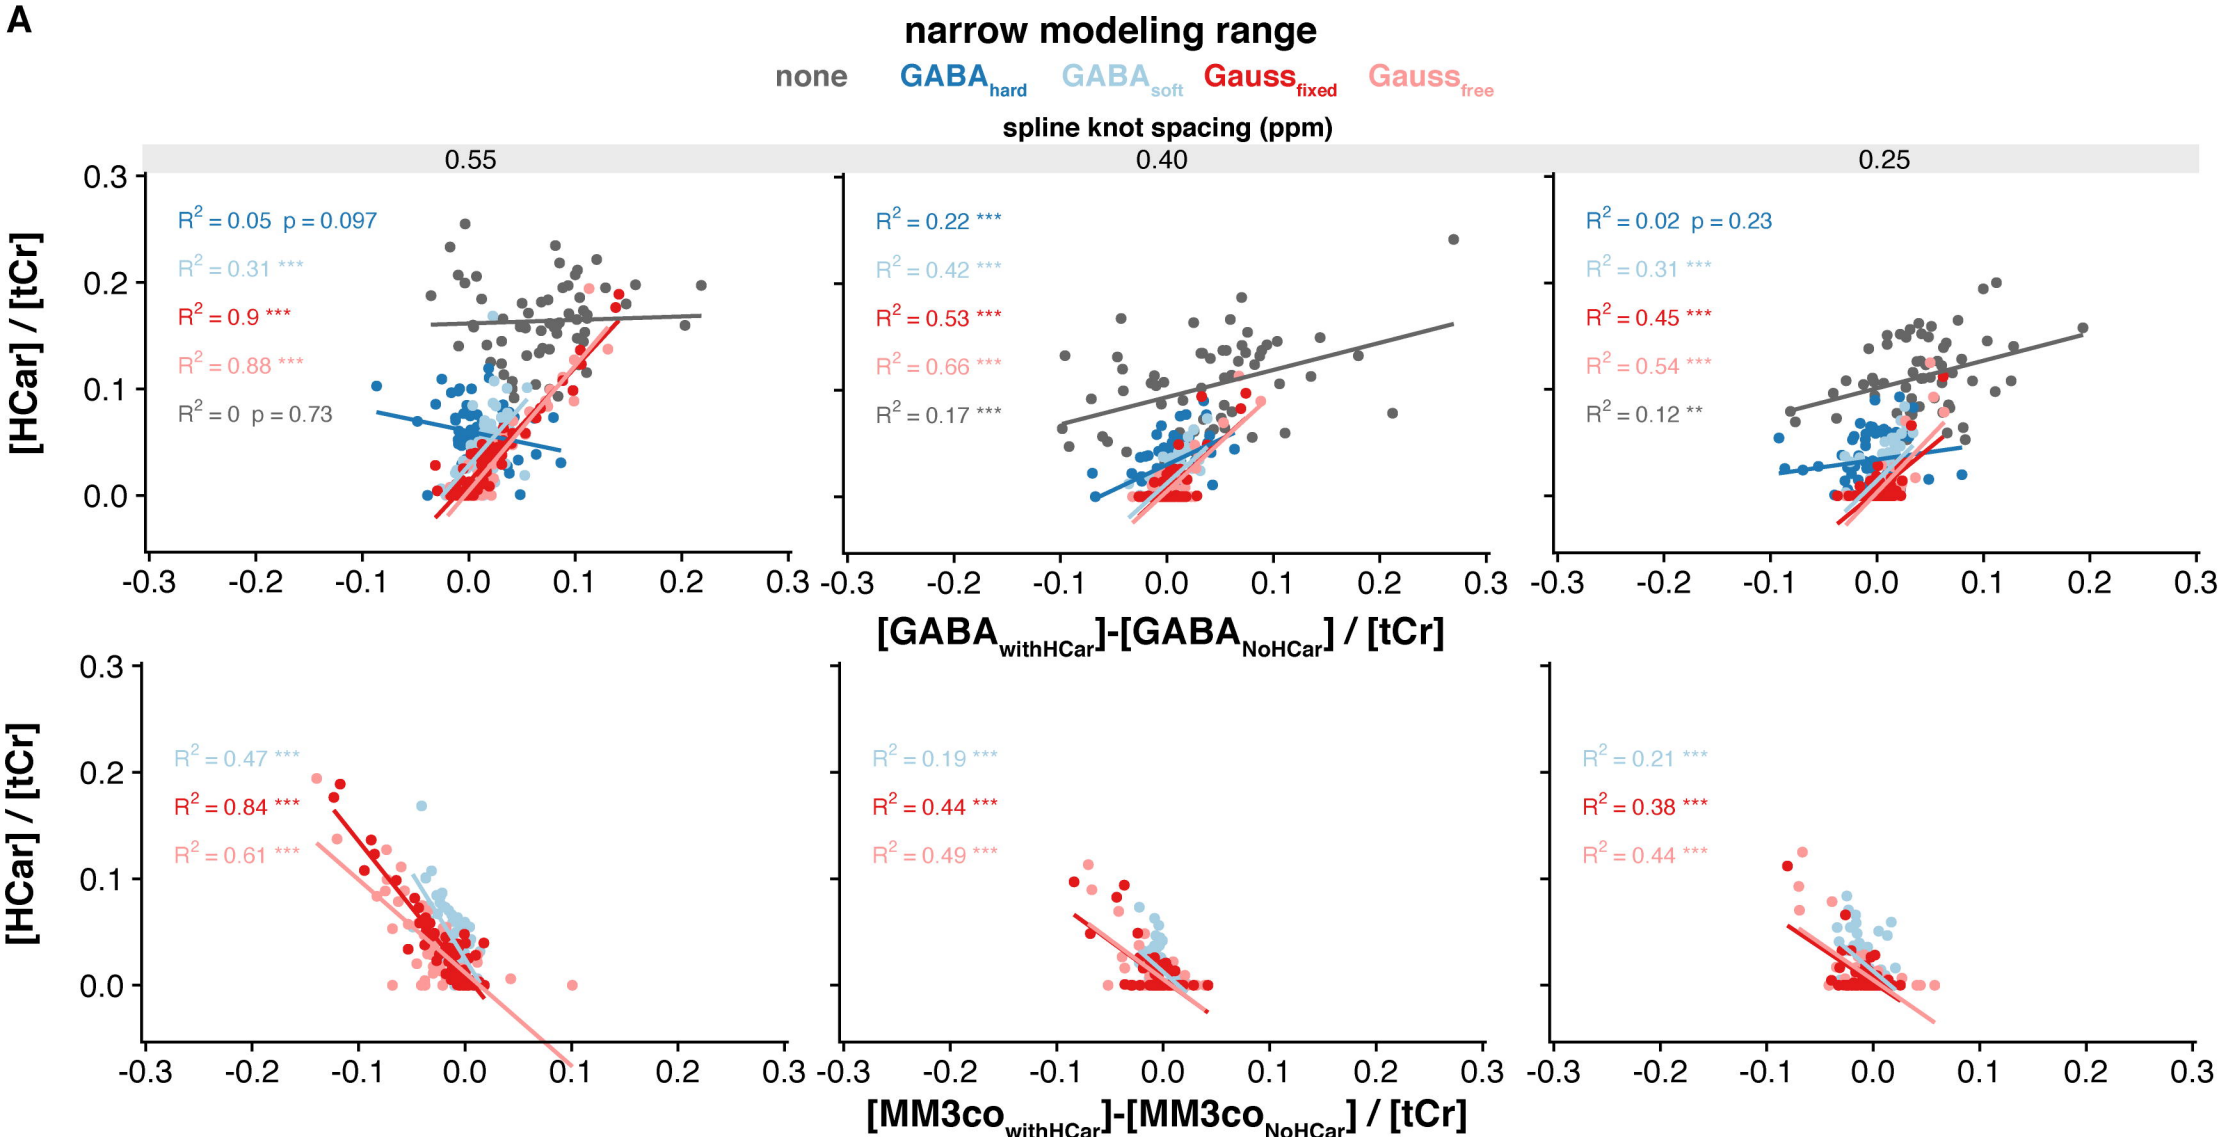 A
narrow modeling range
none GABAhard GABAsoft Gaussfixed Gaussfree
spline knot spacing (ppm)
0.55 0.40 0.25
[HCar] / [tCr]
0.3
0.2
0.1
0.0
R2 = 0.05 p = 0.097
R2 = 0.31 ***
R2 = 0.9 ***
R2 = 0.88 ***
R2 = 0 p = 0.73
R2 = 0.22 ***
R2 = 0.42 ***
R2 = 0.53 ***
R2 = 0.66 ***
R2 = 0.17 ***
R2 = 0.02 p = 0.23
R2 = 0.31 ***
R2 = 0.45 ***
R2 = 0.54 ***
R2 = 0.12 **
-0.3 -0.2 -0.1 0.0 0.1 0.2 0.3 -0.3 -0.2 -0.1 0.0 0.1 0.2 0.3 -0.3 -0.2 -0.1 0.0 0.1 0.2 0.3
[GABAwithHCar]-[GABANoHCar] / [tCr]
[HCar] / [tCr]
0.3
0.2
0.1
0.0
R2 = 0.47 ***
R2 = 0.84 ***
R2 = 0.61 ***
R2 = 0.19 ***
R2 = 0.44 ***
R2 = 0.49 ***
R2 = 0.21 ***
R2 = 0.38 ***
R2 = 0.44 ***
-0.3 -0.2 -0.1 0.0 0.1 0.2 0.3 -0.3 -0.2 -0.1 0.0 0.1 0.2 0.3 -0.3 -0.2 -0.1 0.0 0.1 0.2 0.3
[MM3cowithHCar]-[MM3coNoHCar] / [tCr]